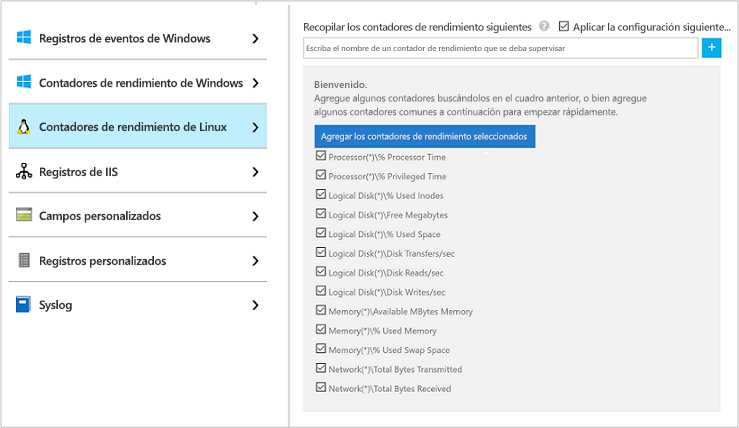 Registros de eventos de Windows
Contadores de rendimiento de Windows
Contadores de rendimiento de Linux
Registros de IIS
Campos personalizados
Registros personalizados
Syslog
Recopilar los contadores de rendimiento siguientes ? Aplicar la configuración siguiente...
Escriba el nombre de un contador de rendimiento que se deba supervisar
+
Bienvenido.
Agregue algunos contadores buscándolos en el cuadro anterior, o bien agregue
algunos contadores comunes a continuación para empezar rápidamente.
Agregar los contadores de rendimiento seleccionados
Processor(*)\% Processor Time
Processor(*)\% Privileged Time
Logical Disk(*)\% Used Inodes
Logical Disk(*)\Free Megabytes
Logical Disk(*)\% Used Space
Logical Disk(*)\Disk Transfers/sec
Logical Disk(*)\Disk Reads/sec
Logical Disk(*)\Disk Writes/sec
Memory(*)\Available MBytes Memory
Memory(*)\% Used Memory
Memory(*)\% Used Swap Space
Network(*)\Total Bytes Transmitted
Network(*)\Total Bytes Received